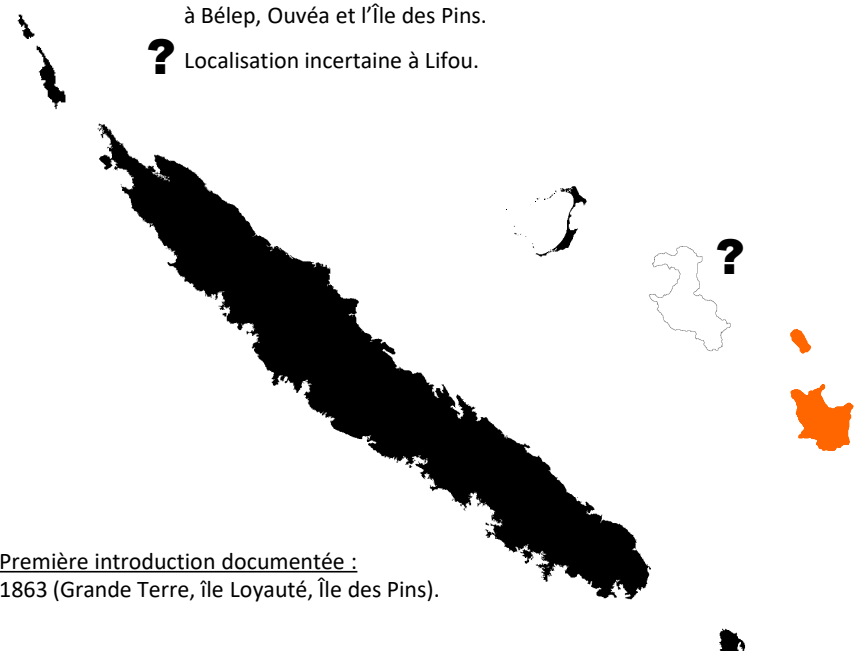 à Bélep, Ouvéa et l’Île des Pins.
? Localisation incertaine à Lifou.
?
Première introduction documentée :
1863 (Grande Terre, île Loyauté, Île des Pins).